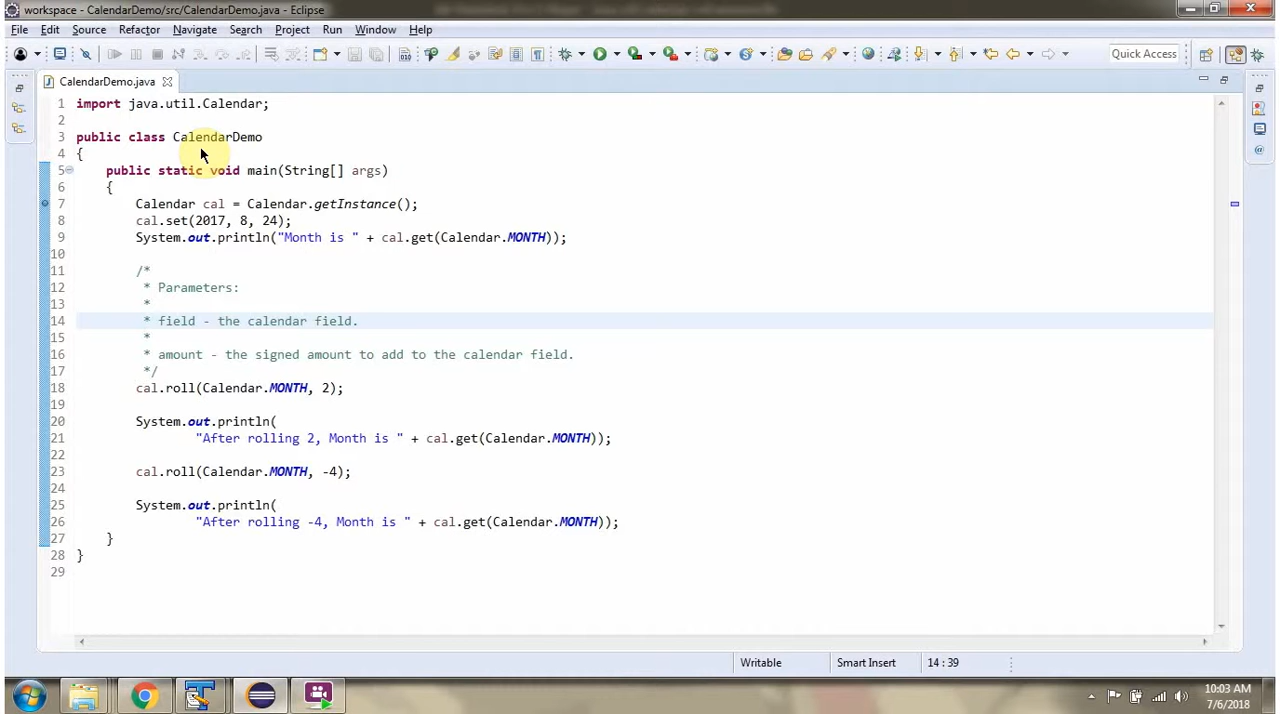 workspace - CalendarDemo/src/CalendarDemo.java - Eclipse
File Edit Source Refactor Navigate Search Project Run Window Help
Quick Access
CalendarDemo.java
1 import java.util.Calendar;
2
3 public class CalendarDemo
4 {
5 public static void main(String[] args)
6 {
7 Calendar cal = Calendar.getInstance();
8 cal.set(2017, 8, 24);
9 System.out.println("Month is " + cal.get(Calendar.MONTH));
10
11 /*
12 * Parameters:
13 *
14 * field - the calendar field.
15 *
16 * amount - the signed amount to add to the calendar field.
17 */
18 cal.roll(Calendar.MONTH, 2);
19
20 System.out.println(
21 "After rolling 2, Month is " + cal.get(Calendar.MONTH));
22
23 cal.roll(Calendar.MONTH, -4);
24
25 System.out.println(
26 "After rolling -4, Month is " + cal.get(Calendar.MONTH));
27 }
28 }
29
Writable Smart Insert 14 : 39
10:03 AM
7/6/2018